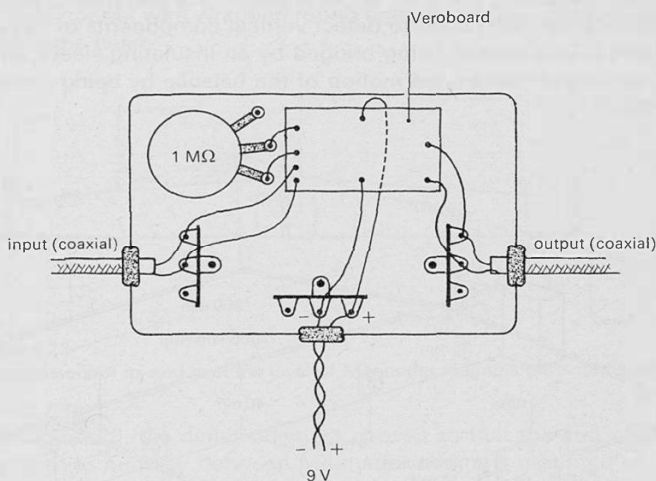 Veroboard
1 MΩ
input (coaxial)
output (coaxial)
- +
- +
9 V